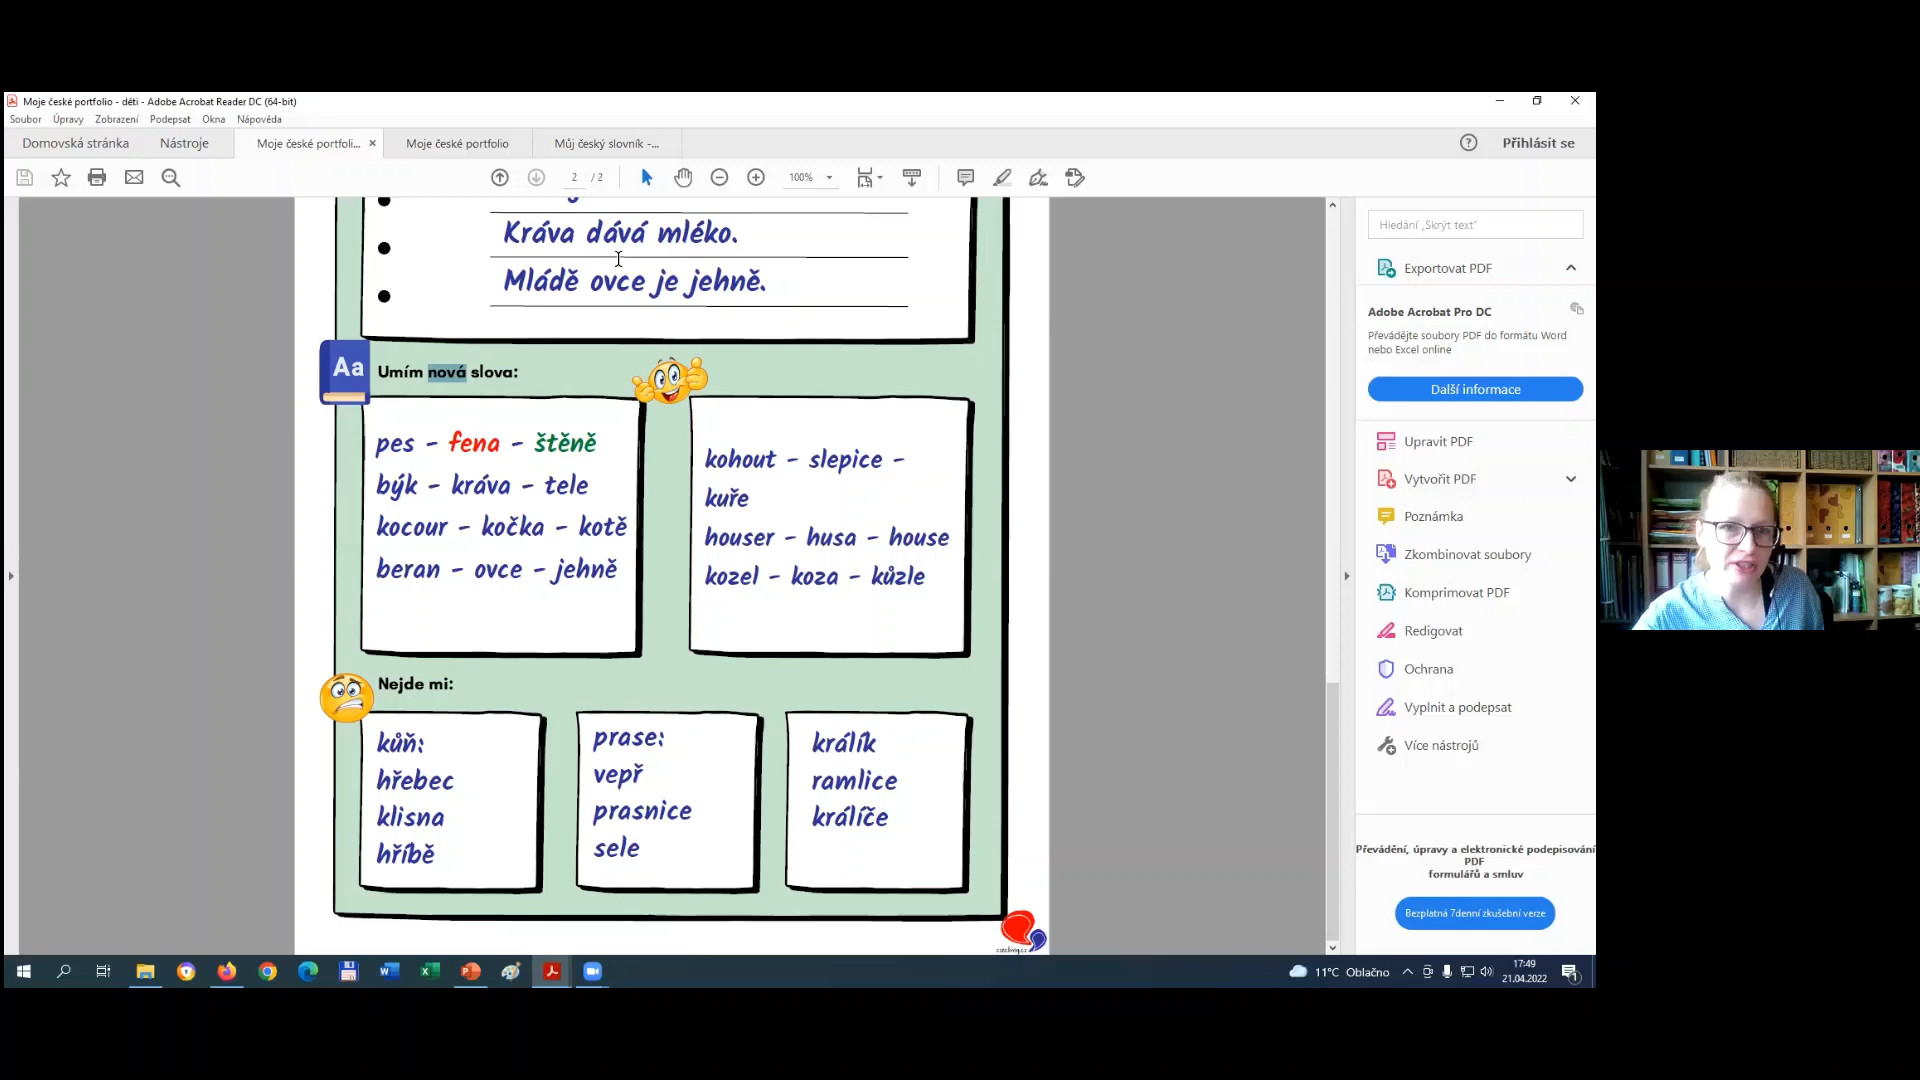 Moje české portfolio - děti - Adobe Acrobat Reader DC (64-bit)
Soubor Úpravy Zobrazení Podepsat Okna Nápověda
Domovská stránka Nástroje Moje české portfoli... × Moje české portfolio Můj český slovník -... Přihlásit se
2 / 2 100%
Kráva dává mléko.
Mládě ovce je jehně.
Aa Umím nová slova:
pes - fena - štěně
býk - kráva - tele
kocour - kočka - kotě
beran - ovce - jehně
kohout - slepice -
kuře
houser - husa - house
kozel - koza - kůzle
Nejde mi:
kůň:
hřebec
klisna
hříbě
prase:
vepř
prasnice
sele
králík
ramlice
králíče
Hledání „Skrýt text"
Exportovat PDF
Adobe Acrobat Pro DC
Převádějte soubory PDF do formátu Word
nebo Excel online
Další informace
Upravit PDF
Vytvořit PDF
Poznámka
Zkombinovat soubory
Komprimovat PDF
Redigovat
Ochrana
Vyplnit a podepsat
Více nástrojů
Převádění, úpravy a elektronické podepisování
PDF
formulářů a smluv
Bezplatná 7denní zkušební verze
11°C Oblačno
17:49
21.04.2022